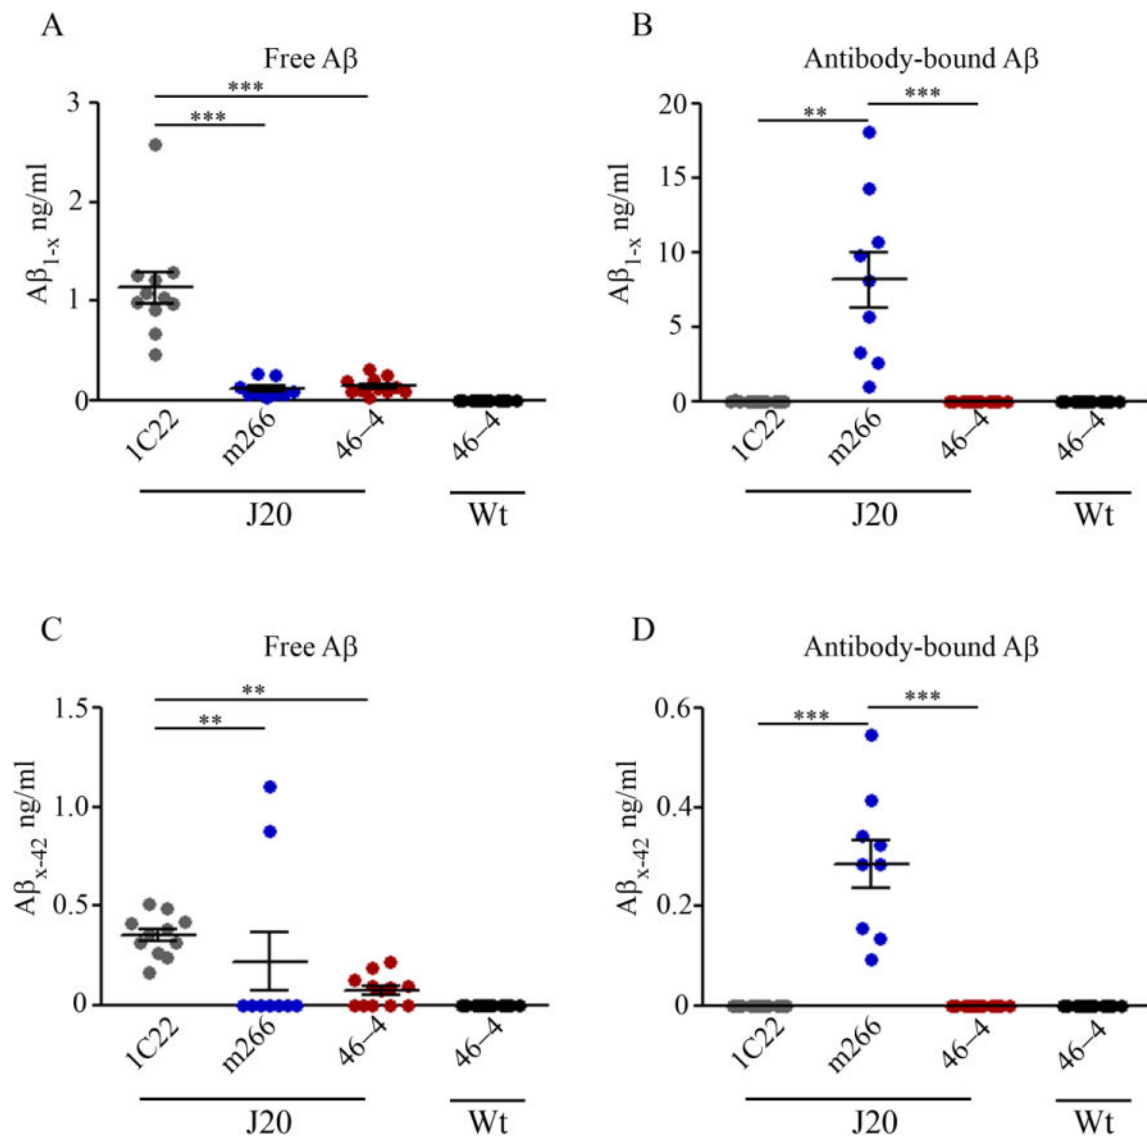 A
Free Aβ
***
***
3
2
1
0
Aβ1-x ng/ml
1C22
m266
46–4
46–4
J20
Wt
B
Antibody-bound Aβ
***
**
20
15
10
5
0
Aβ1-x ng/ml
1C22
m266
46–4
46–4
J20
Wt
C
Free Aβ
**
**
1.5
1.0
0.5
0
Aβx-42 ng/ml
1C22
m266
46–4
46–4
J20
Wt
D
Antibody-bound Aβ
***
***
0.6
0.4
0.2
0
Aβx-42 ng/ml
1C22
m266
46–4
46–4
J20
Wt